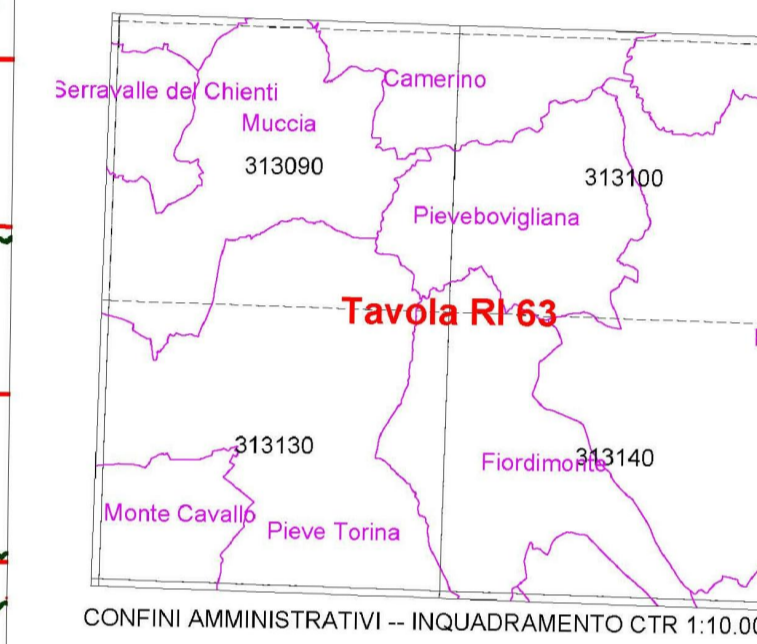 Camerino
Serravalle del Chienti
Muccia
313090
313100
Pievebovigliana
Tavola RI 63
313130
Fiordimonte
313140
Monte Cavallo
Pieve Torina
CONFINI AMMINISTRATIVI -- INQUADRAMENTO CTR 1:10.00